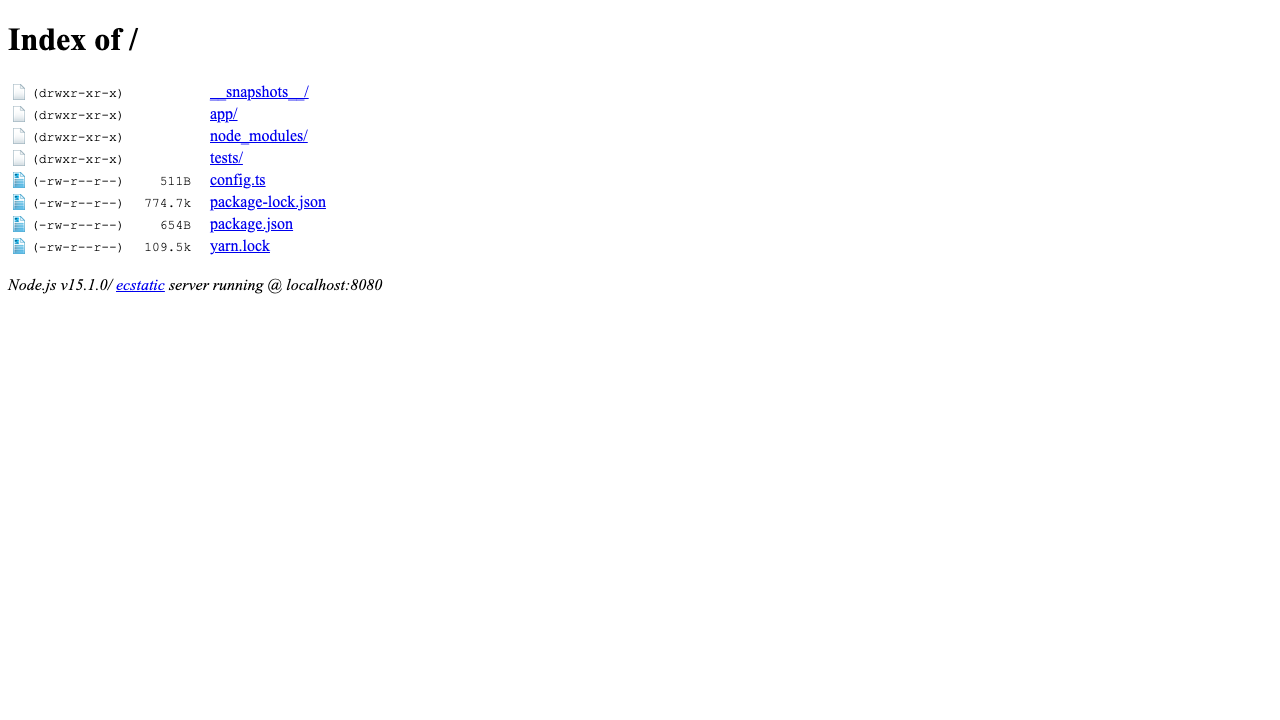 Index of /
(drwxr-xr-x) __snapshots__/
(drwxr-xr-x) app/
(drwxr-xr-x) node_modules/
(drwxr-xr-x) tests/
(-rw-r--r--) 511B config.ts
(-rw-r--r--) 774.7k package-lock.json
(-rw-r--r--) 654B package.json
(-rw-r--r--) 109.5k yarn.lock
Node.js v15.1.0/ ecstatic server running @ localhost:8080